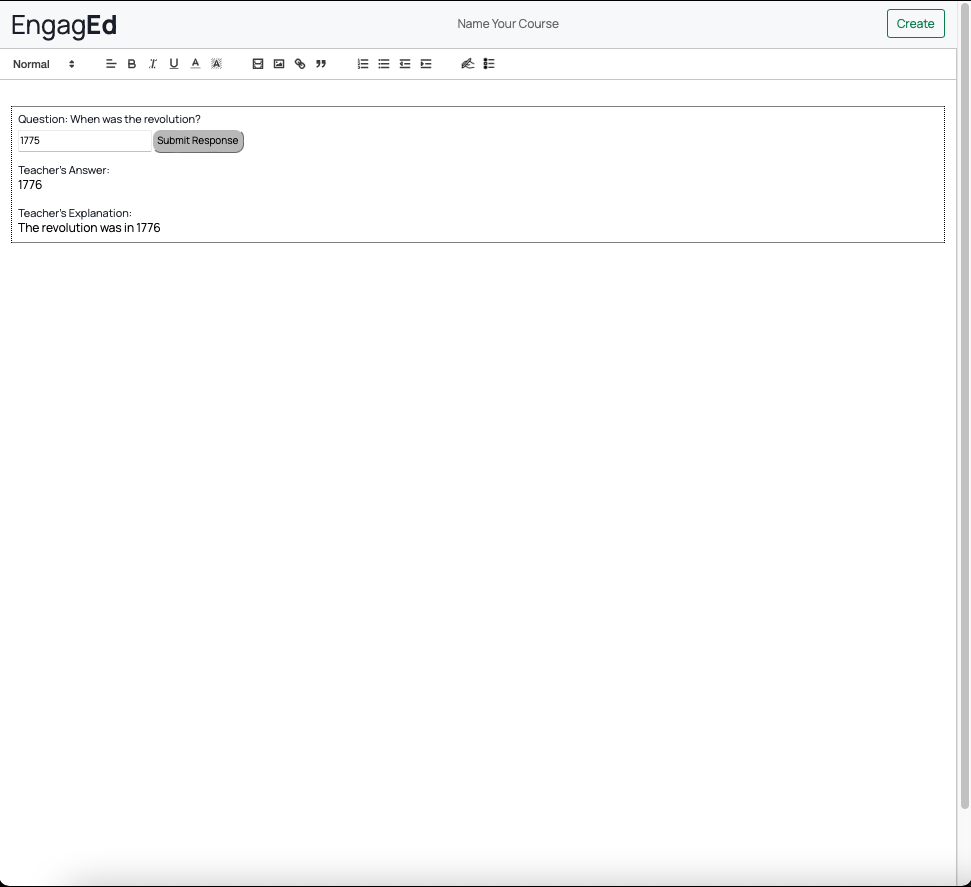 EngagEd
Name Your Course
Create
Normal
B
I
U
A
A
Question: When was the revolution?
1775
Submit Response
Teacher's Answer:
1776
Teacher's Explanation:
The revolution was in 1776